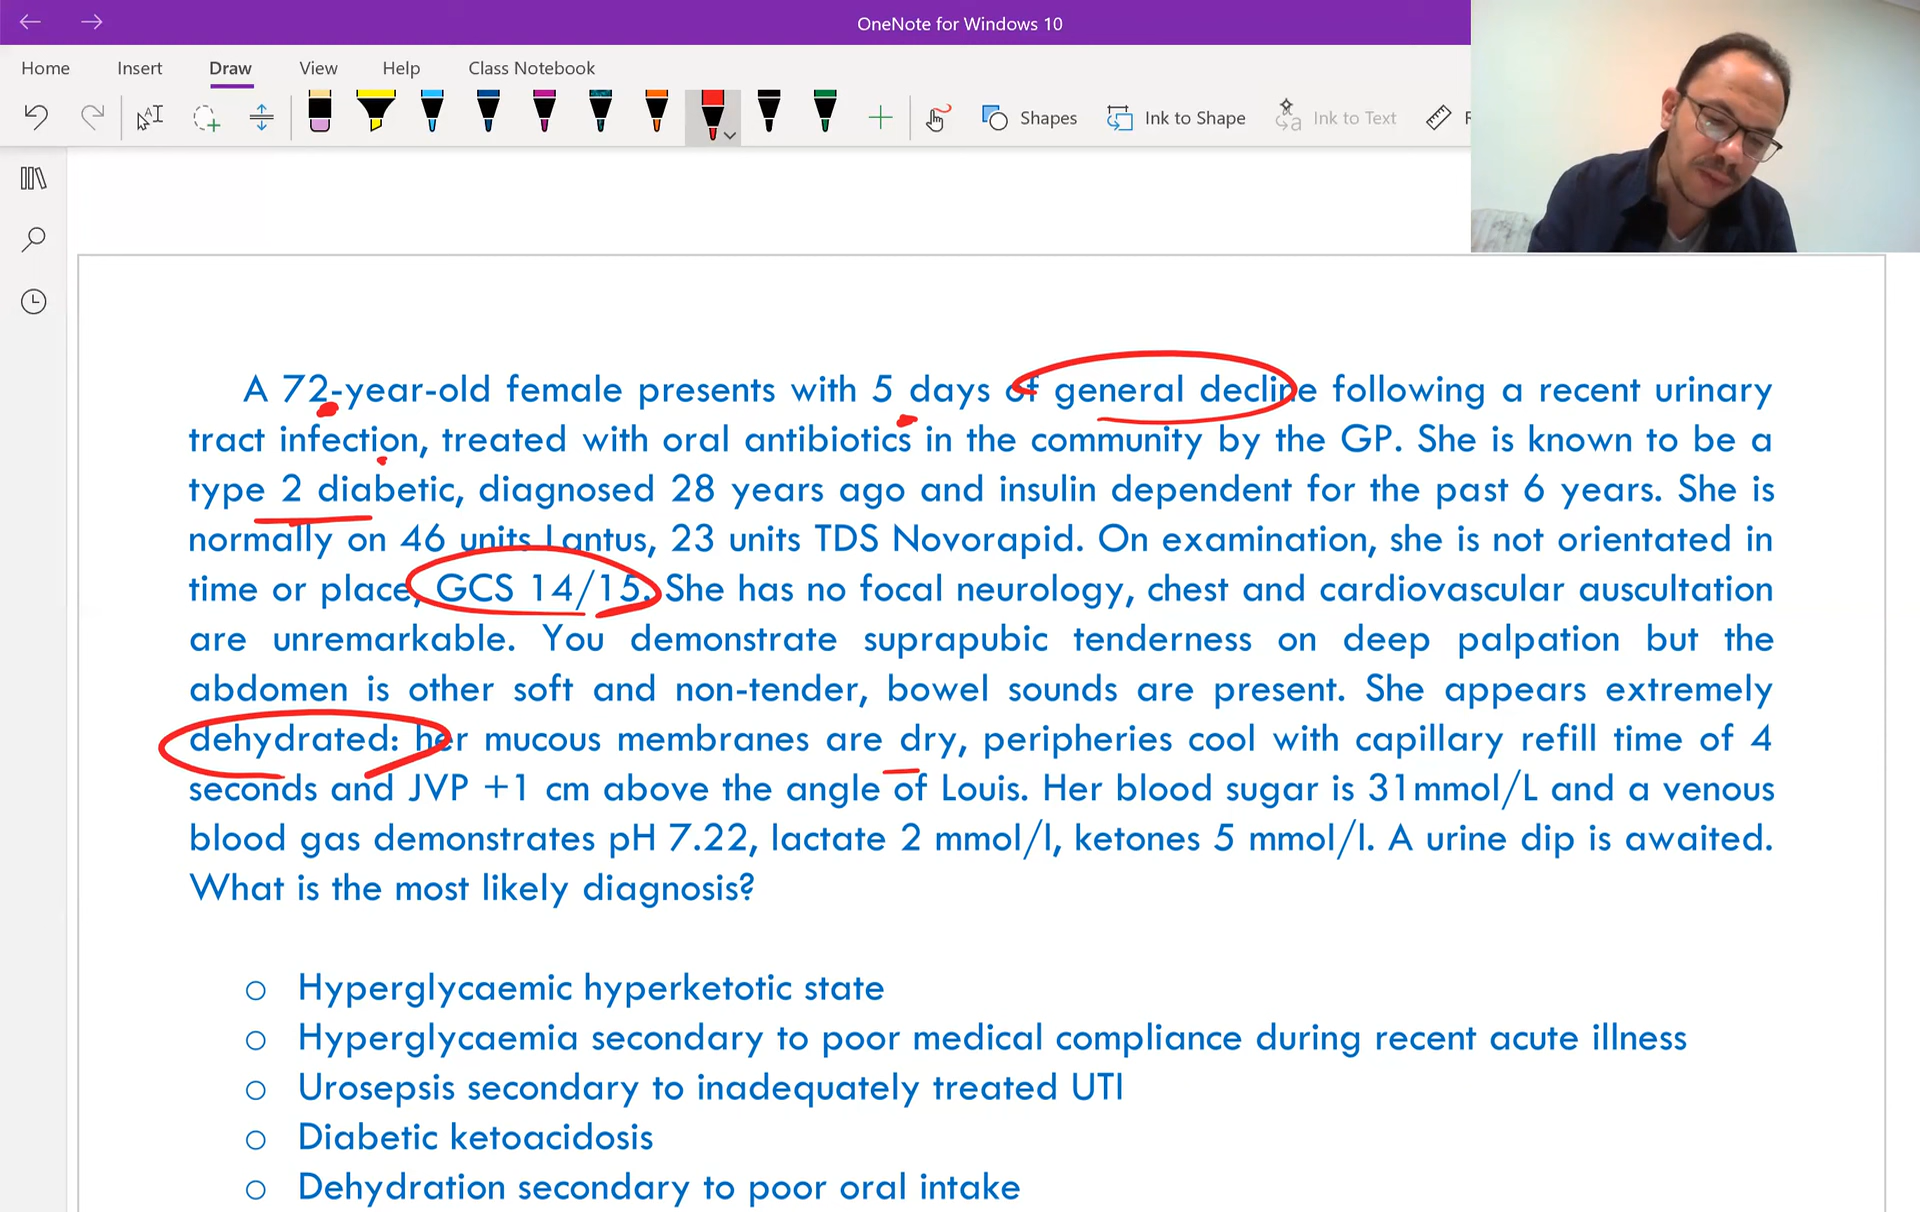 OneNote for Windows 10
Home Insert Draw View Help Class Notebook
Shapes Ink to Shape Ink to Text
A 72-year-old female presents with 5 days of general decline following a recent urinary
tract infection, treated with oral antibiotics in the community by the GP. She is known to be a
type 2 diabetic, diagnosed 28 years ago and insulin dependent for the past 6 years. She is
normally on 46 units Lantus, 23 units TDS Novorapid. On examination, she is not orientated in
time or place, GCS 14/15. She has no focal neurology, chest and cardiovascular auscultation
are unremarkable. You demonstrate suprapubic tenderness on deep palpation but the
abdomen is other soft and non-tender, bowel sounds are present. She appears extremely
dehydrated: her mucous membranes are dry, peripheries cool with capillary refill time of 4
seconds and JVP +1 cm above the angle of Louis. Her blood sugar is 31mmol/L and a venous
blood gas demonstrates pH 7.22, lactate 2 mmol/l, ketones 5 mmol/l. A urine dip is awaited.
What is the most likely diagnosis?
o Hyperglycaemic hyperketotic state
o Hyperglycaemia secondary to poor medical compliance during recent acute illness
o Urosepsis secondary to inadequately treated UTI
o Diabetic ketoacidosis
o Dehydration secondary to poor oral intake